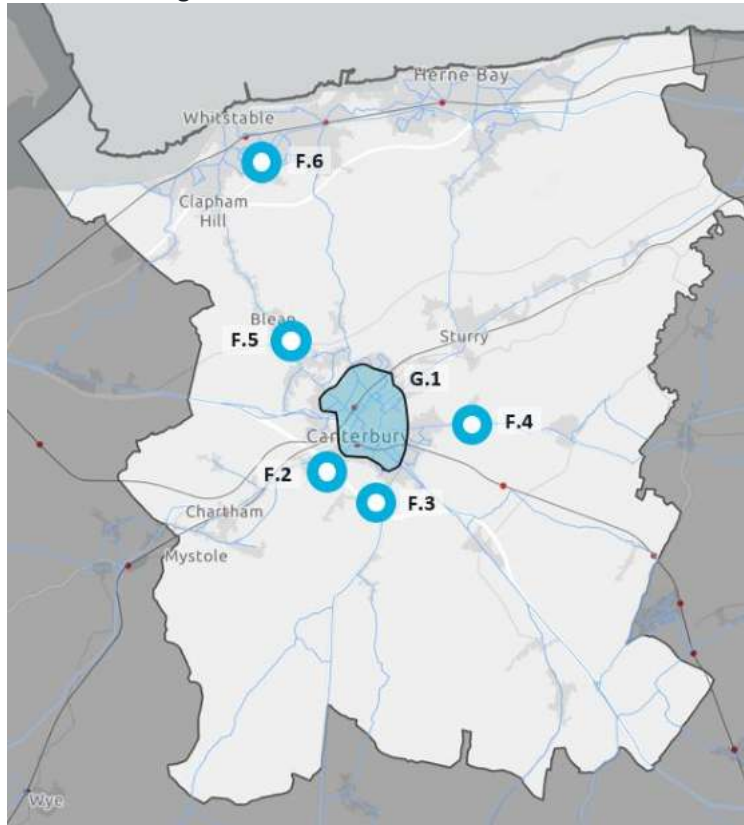 Herne Bay
Whitstable
F.6
Clapham
Hill
Blean
F.5
Sturry
G.1
F.4
Canterbury
F.2
F.3
Chartham
Mystole
Wye